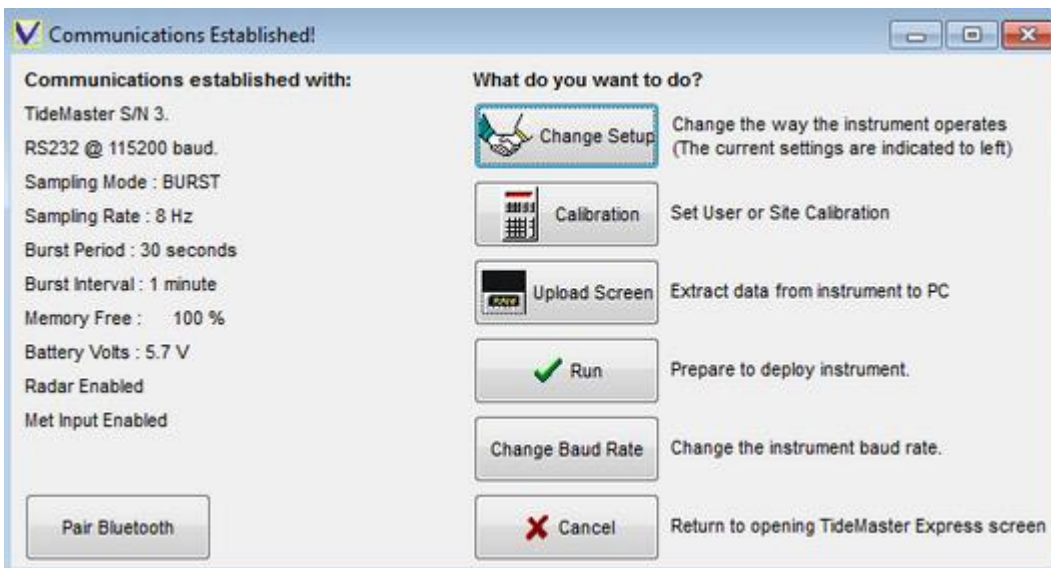 Communications Established!
Communications established with:
TideMaster S/N 3.
RS232 @ 115200 baud.
Sampling Mode : BURST
Sampling Rate : 8 Hz
Burst Period : 30 seconds
Burst Interval : 1 minute
Memory Free : 100 %
Battery Volts : 5.7 V
Radar Enabled
Met Input Enabled
Pair Bluetooth
What do you want to do?
Change Setup
Change the way the instrument operates
(The current settings are indicated to left)
Calibration
Set User or Site Calibration
Upload Screen
Extract data from instrument to PC
Run
Prepare to deploy instrument.
Change Baud Rate
Change the instrument baud rate.
Cancel
Return to opening TideMaster Express screen